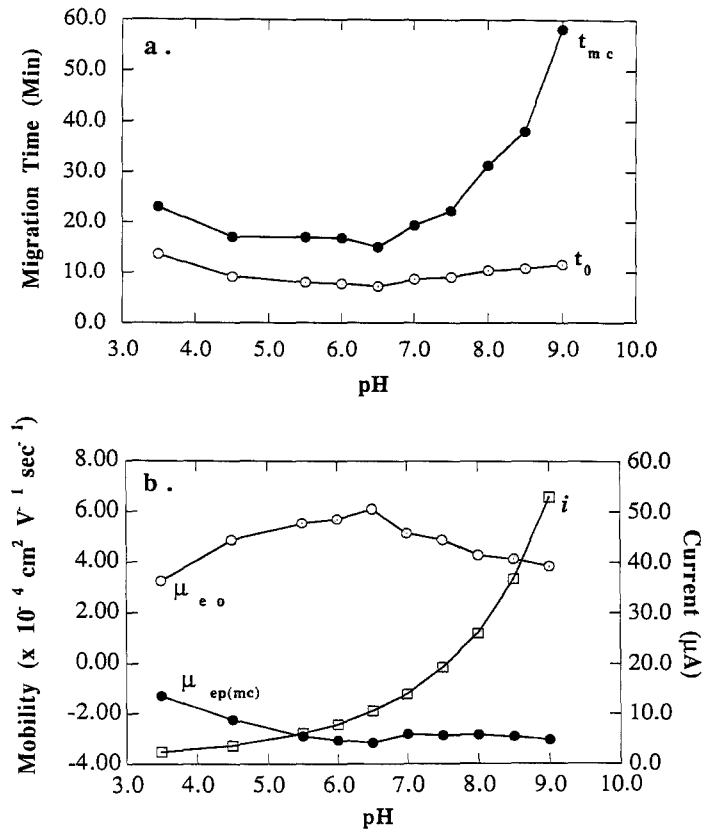 a .
t mc
t 0
Migration Time (Min)
60.0
50.0
40.0
30.0
20.0
10.0
0.0
3.0 4.0 5.0 6.0 7.0 8.0 9.0 10.0
pH
b .
i
μ eo
μ ep(mc)
Mobility (x 10⁻⁴ cm² V⁻¹ sec⁻¹)
8.00
6.00
4.00
2.00
0.00
-2.00
-4.00
60.0
50.0
40.0
30.0
20.0
10.0
0.0
Current (μA)
3.0 4.0 5.0 6.0 7.0 8.0 9.0 10.0
pH